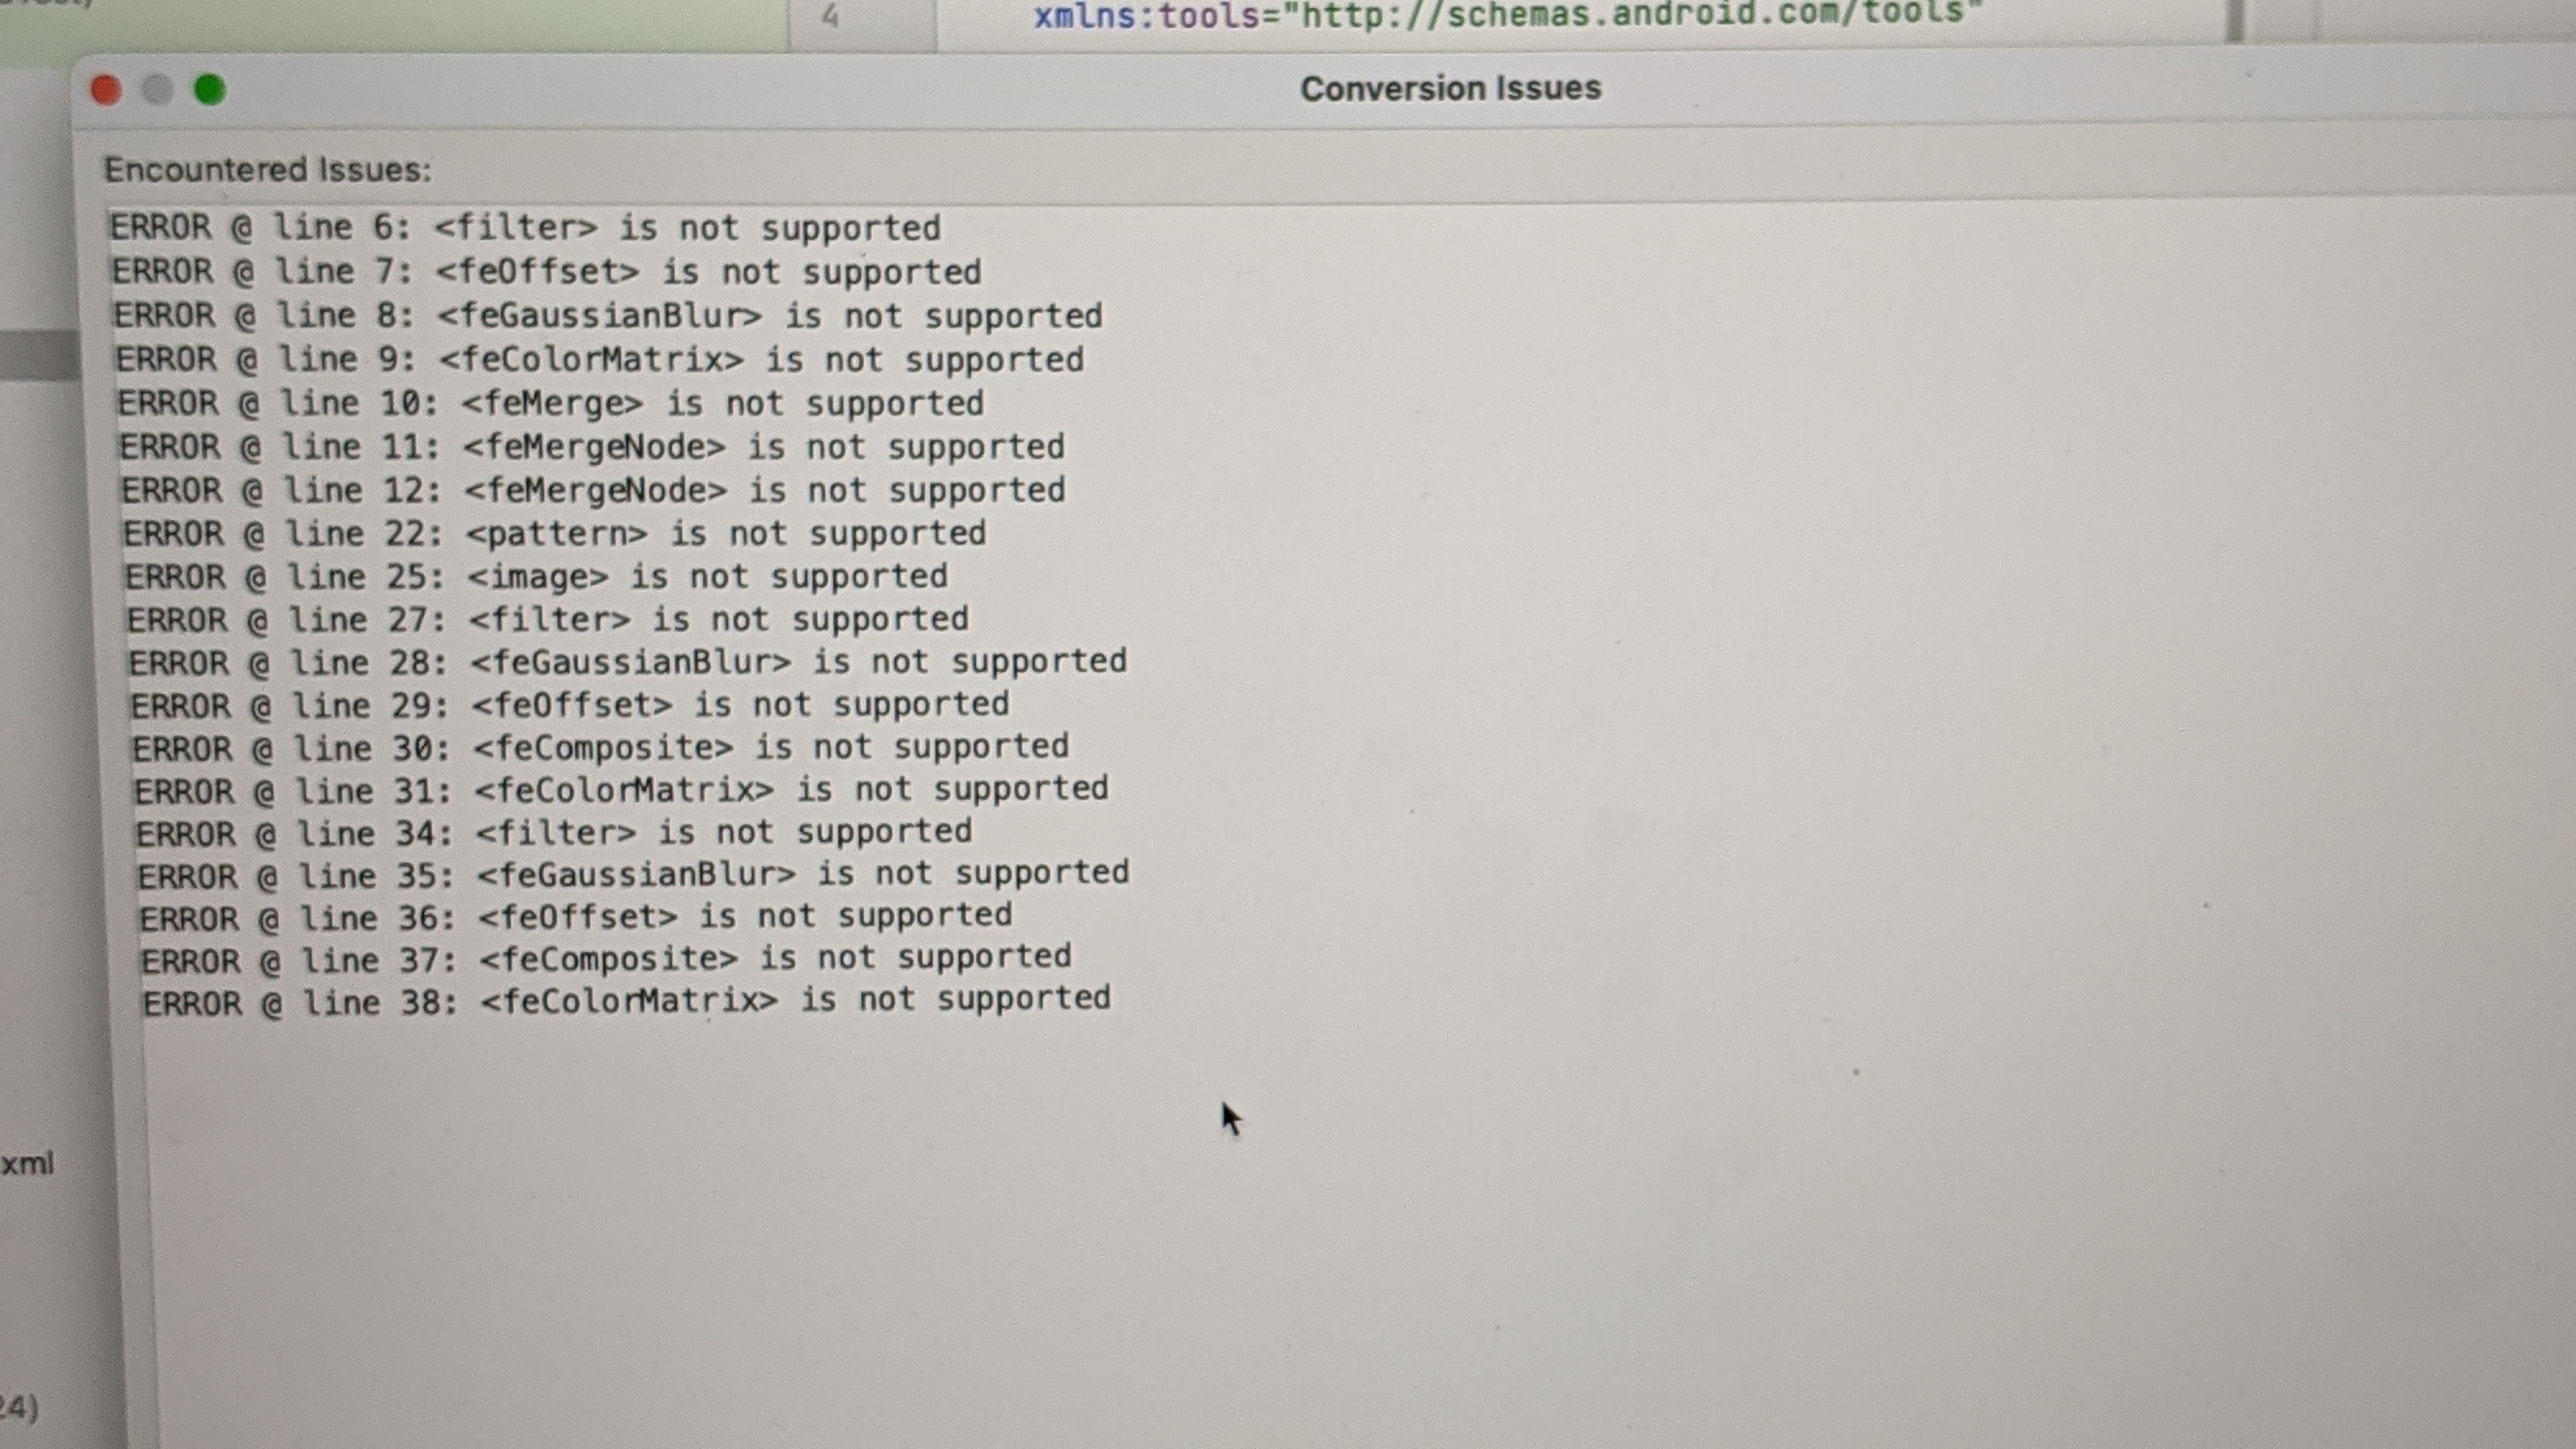 4 xmlns:tools="http://schemas.android.com/tools"
Conversion Issues
Encountered Issues:
ERROR @ line 6: <filter> is not supported
ERROR @ line 7: <feOffset> is not supported
ERROR @ line 8: <feGaussianBlur> is not supported
ERROR @ line 9: <feColorMatrix> is not supported
ERROR @ line 10: <feMerge> is not supported
ERROR @ line 11: <feMergeNode> is not supported
ERROR @ line 12: <feMergeNode> is not supported
ERROR @ line 22: <pattern> is not supported
ERROR @ line 25: <image> is not supported
ERROR @ line 27: <filter> is not supported
ERROR @ line 28: <feGaussianBlur> is not supported
ERROR @ line 29: <feOffset> is not supported
ERROR @ line 30: <feComposite> is not supported
ERROR @ line 31: <feColorMatrix> is not supported
ERROR @ line 34: <filter> is not supported
ERROR @ line 35: <feGaussianBlur> is not supported
ERROR @ line 36: <feOffset> is not supported
ERROR @ line 37: <feComposite> is not supported
ERROR @ line 38: <feColorMatrix> is not supported
xml
24)